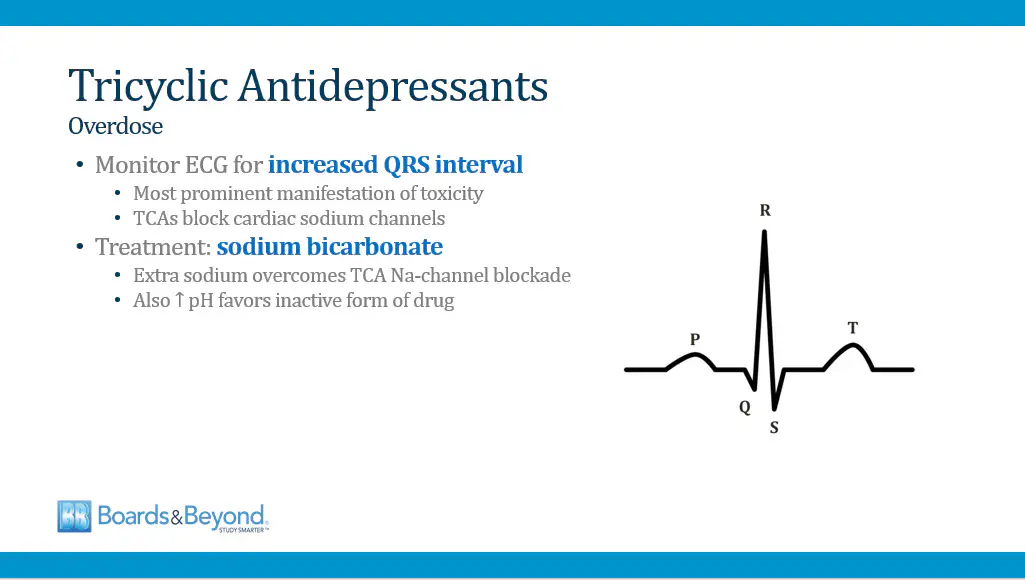 Tricyclic Antidepressants
Overdose
• Monitor ECG for increased QRS interval
• Most prominent manifestation of toxicity
• TCAs block cardiac sodium channels
• Treatment: sodium bicarbonate
• Extra sodium overcomes TCA Na-channel blockade
• Also ↑ pH favors inactive form of drug
R
P
T
Q
S
BB Boards&Beyond®
STUDY SMARTER™